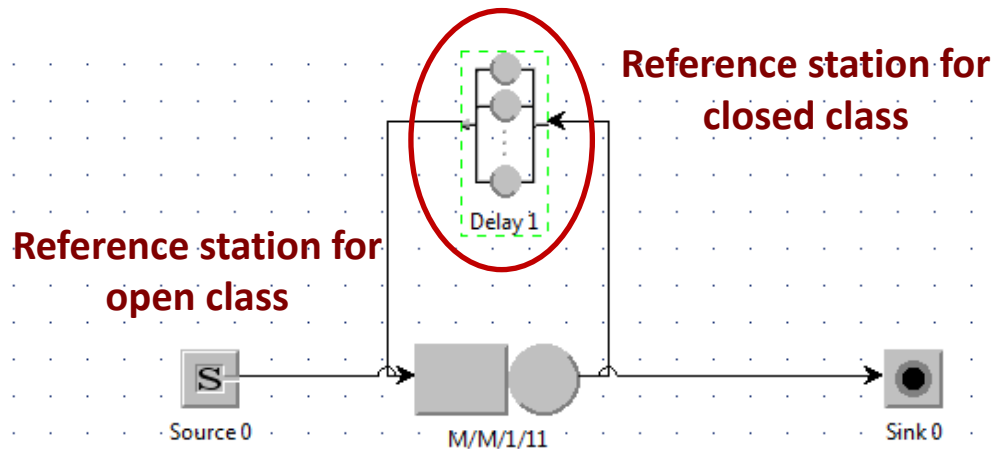 Reference station for
closed class
Delay 1
Reference station for
open class
S
Source 0
M/M/1/11
Sink 0